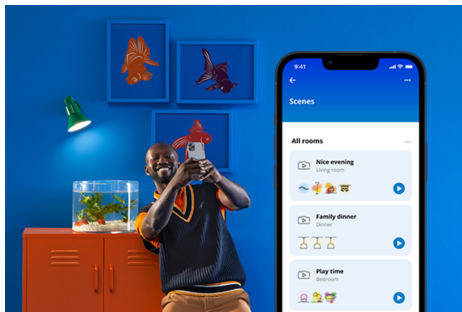 9:41
Scenes
All rooms
Nice evening
Living room
Family dinner
Dinner
Play time
Bedroom